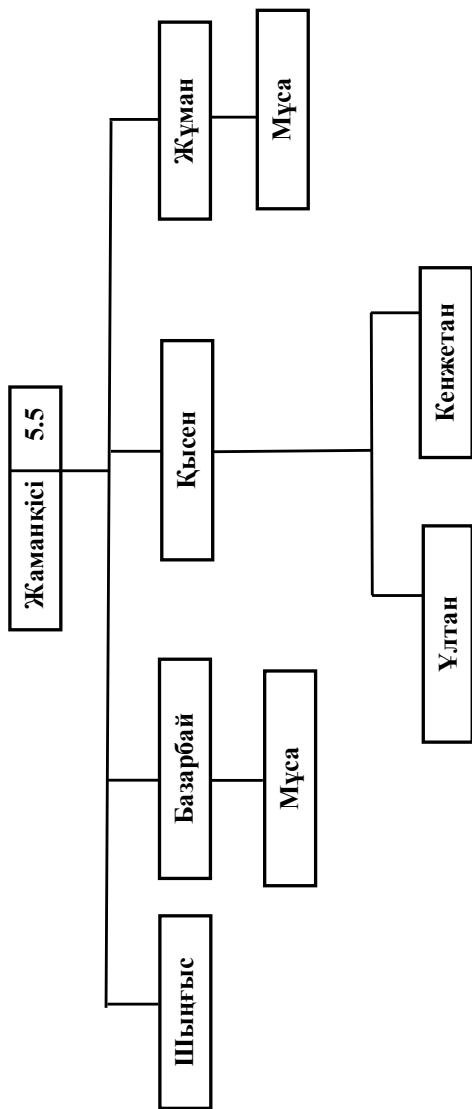 Жаманқісі 5.5
Шыңғыс
Базарбай
Қысен
Жұман
Мұса
Мұса
Ұлтан
Кенжетан